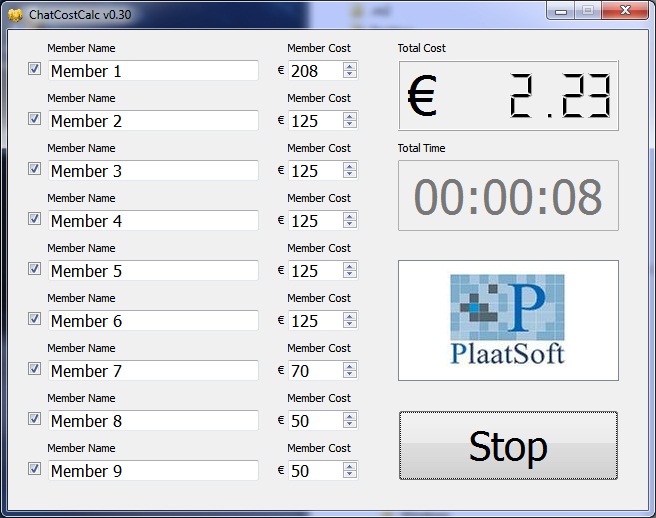 ChatCostCalc v0.30
Member Name Member Cost Total Cost
Member 1 € 208 € 2.23
Member Name Member Cost
Member 2 € 125
Member Name Member Cost Total Time
Member 3 € 125 00:00:08
Member Name Member Cost
Member 4 € 125
Member Name Member Cost
Member 5 € 125
Member Name Member Cost
Member 6 € 125
P
PlaatSoft
Member Name Member Cost
Member 7 € 70
Member Name Member Cost
Member 8 € 50
Stop
Member Name Member Cost
Member 9 € 50